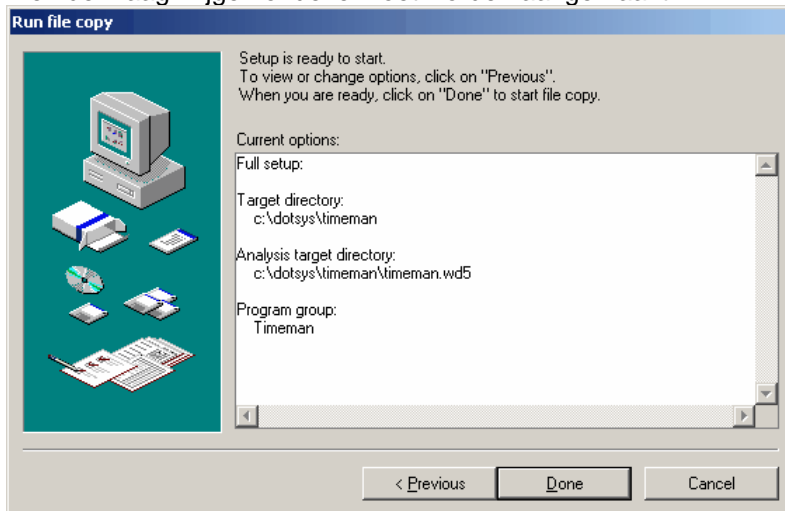 Run file copy
Setup is ready to start.
To view or change options, click on "Previous".
When you are ready, click on "Done" to start file copy.
Current options:
Full setup:
Target directory:
c:\dotsys\timeman
Analysis target directory:
c:\dotsys\timeman\timeman.wd5
Program group:
Timeman
< Previous
Done
Cancel